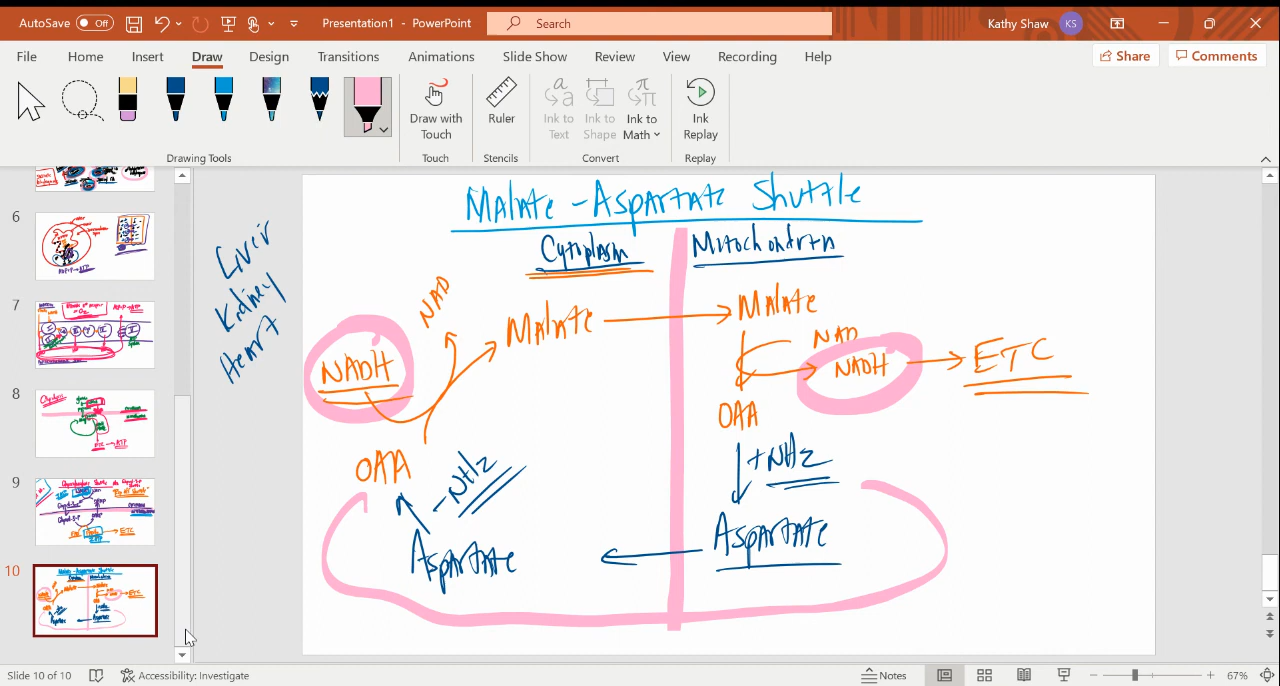 AutoSave Off Presentation1 - PowerPoint Search Kathy Shaw KS
File Home Insert Draw Design Transitions Animations Slide Show Review View Recording Help Share Comments
Draw with Touch
Ruler
Ink to Text
Ink to Shape
Ink to Math
Ink Replay
Drawing Tools Touch Stencils Convert Replay
6
7
8
9
10
Malate-Aspartate Shuttle
Cytoplasm
Liver
Kidney
Heart
NAD
NADH
Malate
Malate
NAD
NADH
ETC
OAA
OAA
-NH2
+NH2
Aspartate
Aspartate
Slide 10 of 10 Accessibility: Investigate Notes 67%